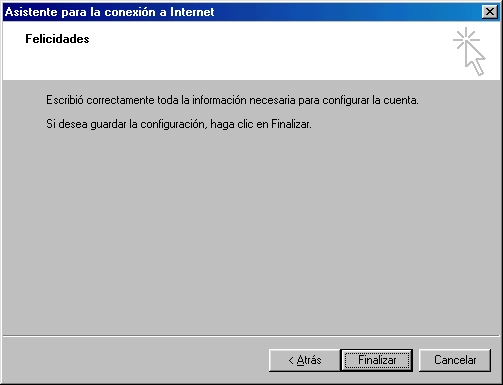 Asistente para la conexión a Internet
Felicidades
Escribió correctamente toda la información necesaria para configurar la cuenta.
Si desea guardar la configuración, haga clic en Finalizar.
< Atrás
Finalizar
Cancelar